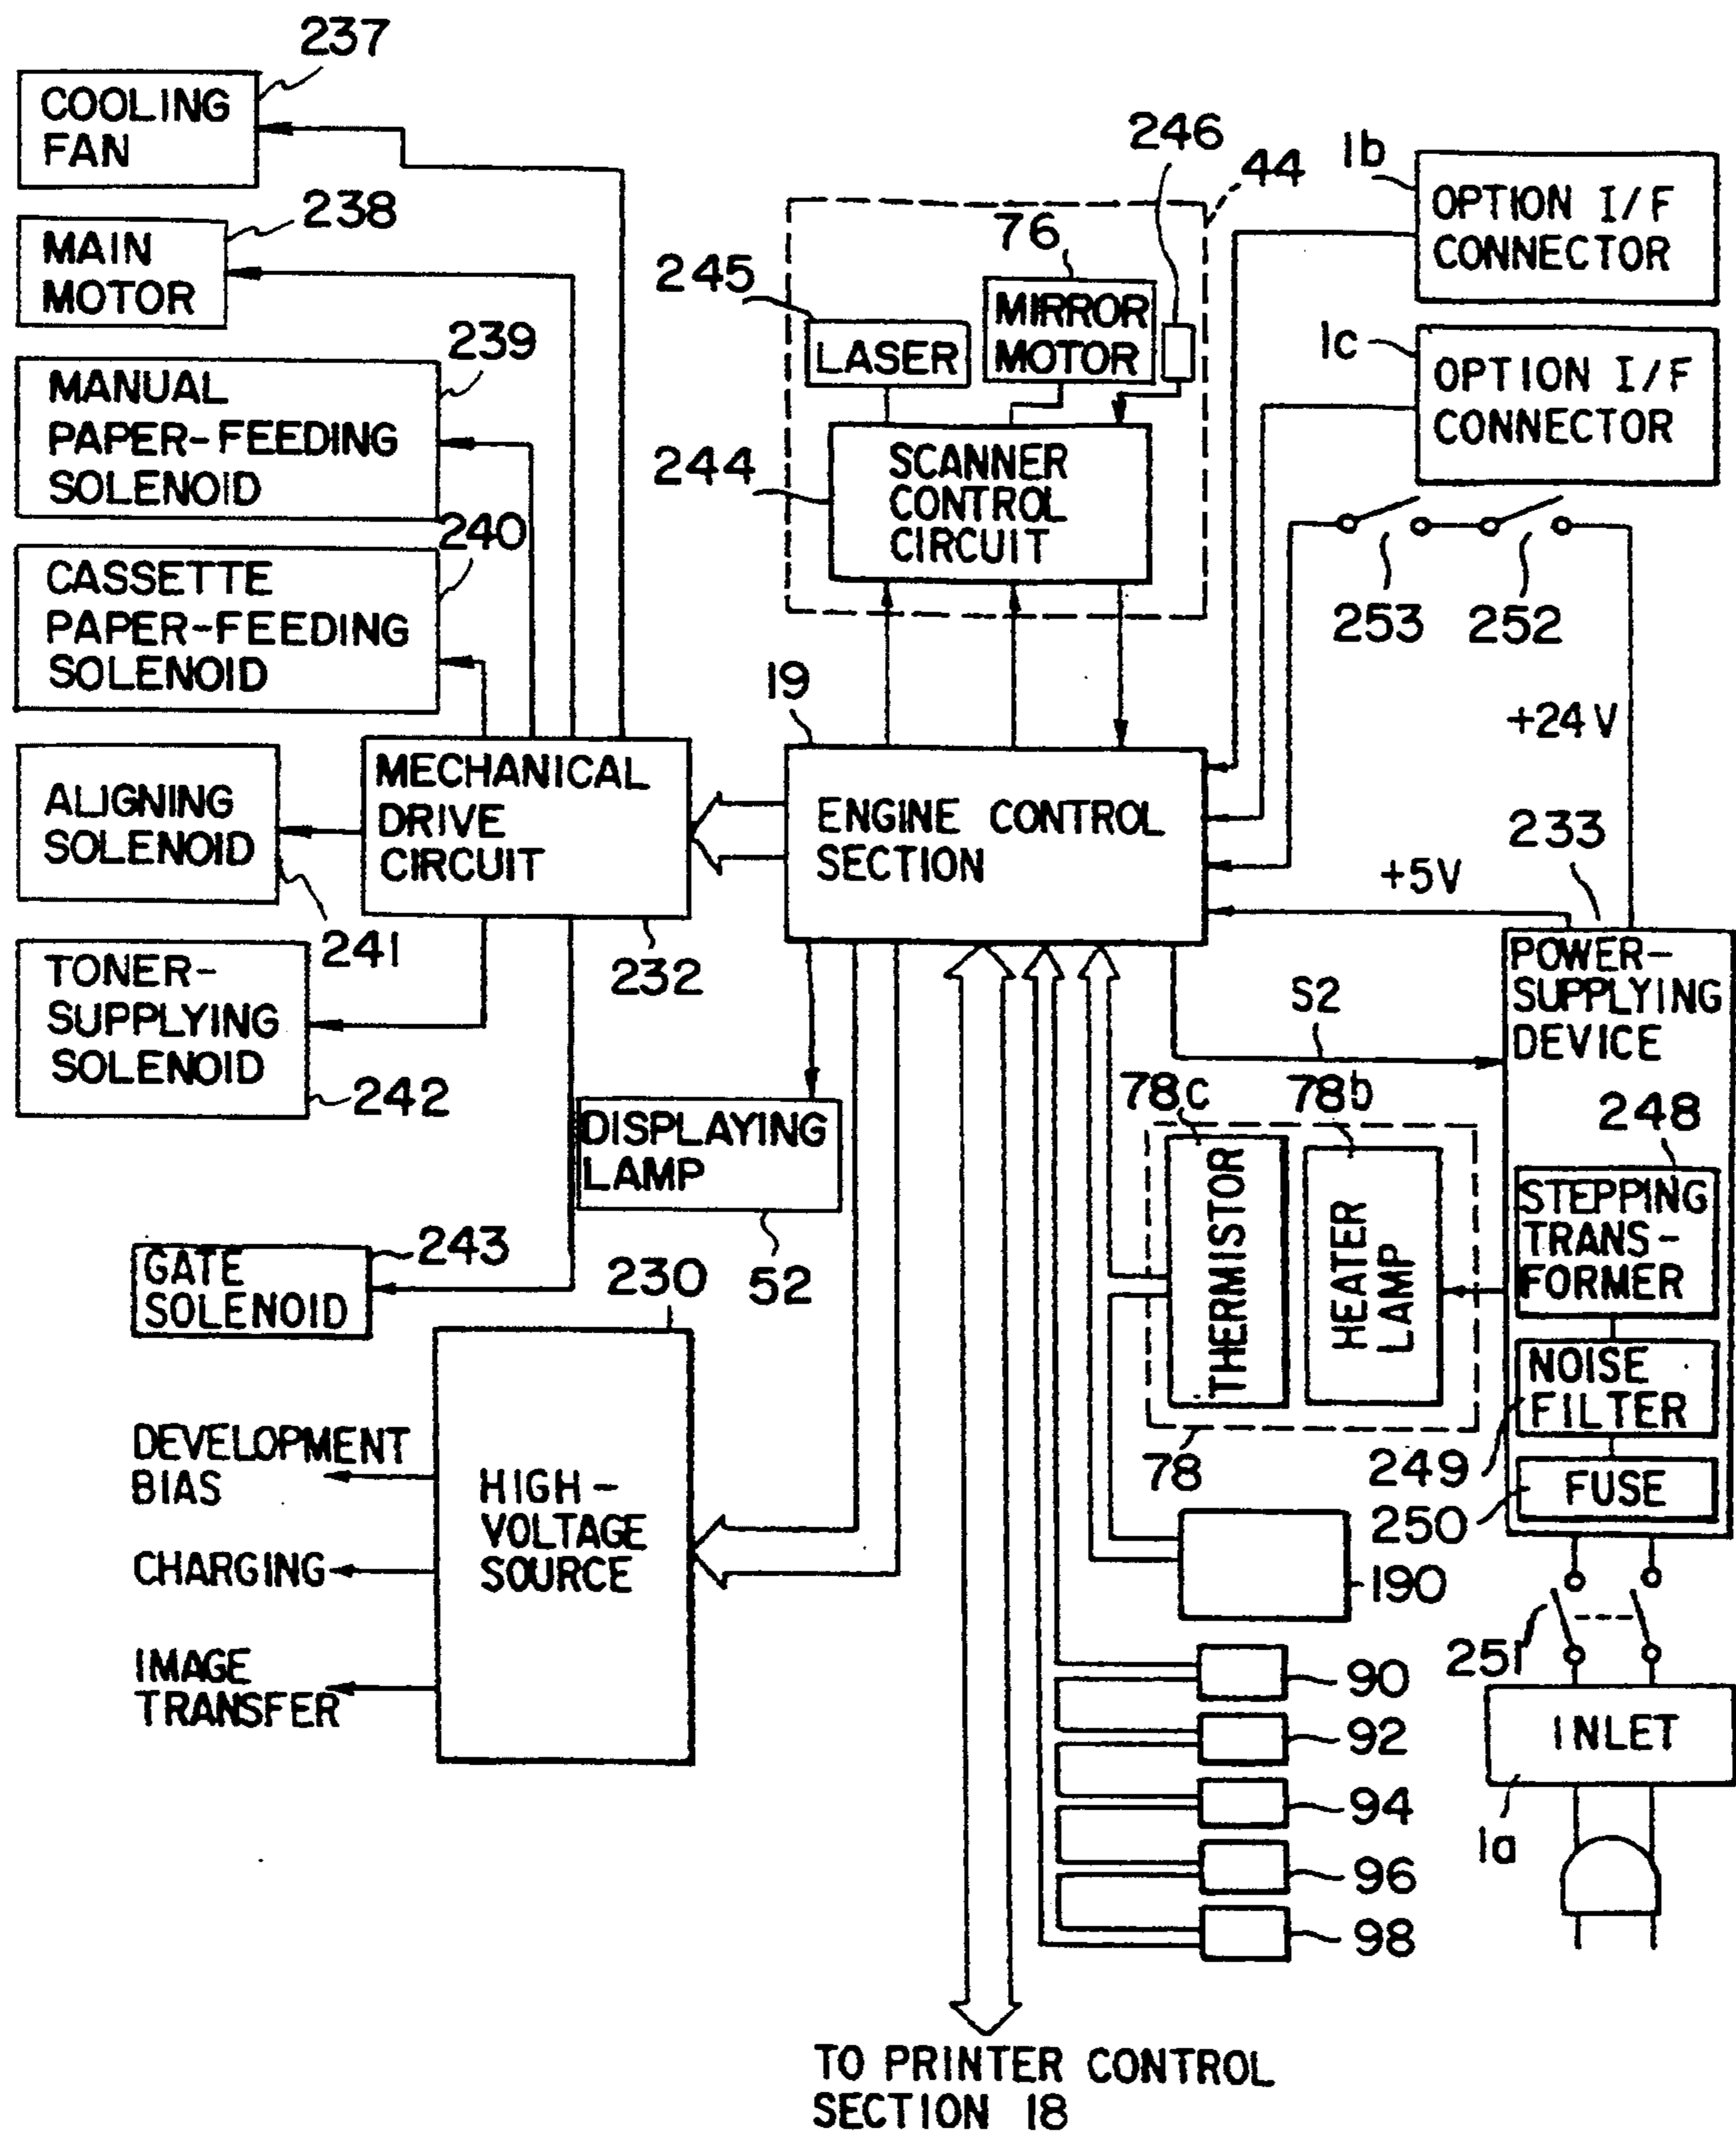 237
COOLING
FAN
238
MAIN
MOTOR
239
MANUAL
PAPER-FEEDING
SOLENOID
240
CASSETTE
PAPER-FEEDING
SOLENOID
ALIGNING
SOLENOID
241
TONER-
SUPPLYING
SOLENOID
242
MECHANICAL
DRIVE
CIRCUIT
232
246
44
76
245
MIRROR
MOTOR
LASER
244
SCANNER
CONTROL
CIRCUIT
1b
OPTION I/F
CONNECTOR
1c
OPTION I/F
CONNECTOR
253
252
19
ENGINE CONTROL
SECTION
+24V
+5V
233
POWER-
SUPPLYING
DEVICE
S2
DISPLAYING
LAMP
52
243
GATE
SOLENOID
230
HIGH-
VOLTAGE
SOURCE
DEVELOPMENT
BIAS
CHARGING
IMAGE
TRANSFER
78c
78b
THERMISTOR
HEATER
LAMP
78
248
STEPPING
TRANS-
FORMER
NOISE
FILTER
249
FUSE
250
190
251
INLET
1a
90
92
94
96
98
TO PRINTER CONTROL
SECTION 18